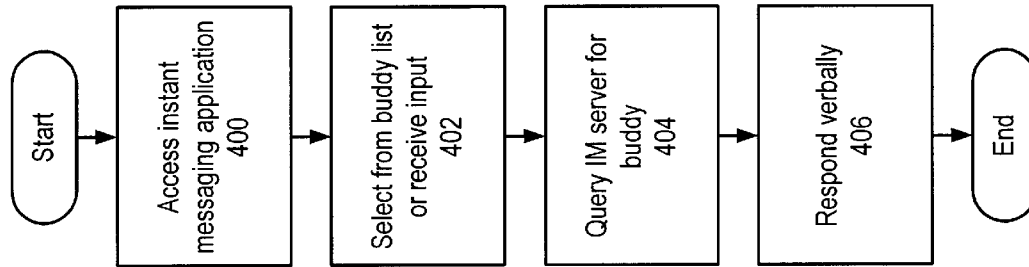 Start
Access instant
messaging application
400
Select from buddy list
or receive input
402
Query IM server for
buddy
404
Respond verbally
406
End